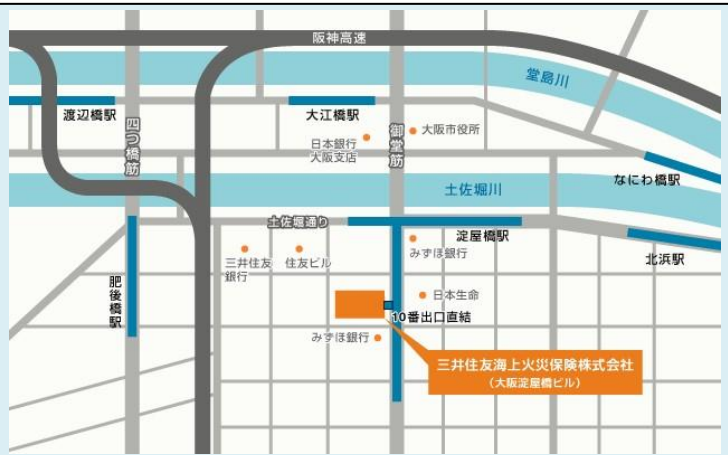 阪神高速
堂島川
渡辺橋駅
大江橋駅
四つ橋筋
御堂筋
大阪市役所
日本銀行
大阪支店
なにわ橋駅
土佐堀川
土佐堀通り
淀屋橋駅
みずほ銀行
北浜駅
三井住友
銀行
住友ビル
肥後橋駅
日本生命
10番出口直結
みずほ銀行
三井住友海上火災保険株式会社
（大阪淀屋橋ビル）